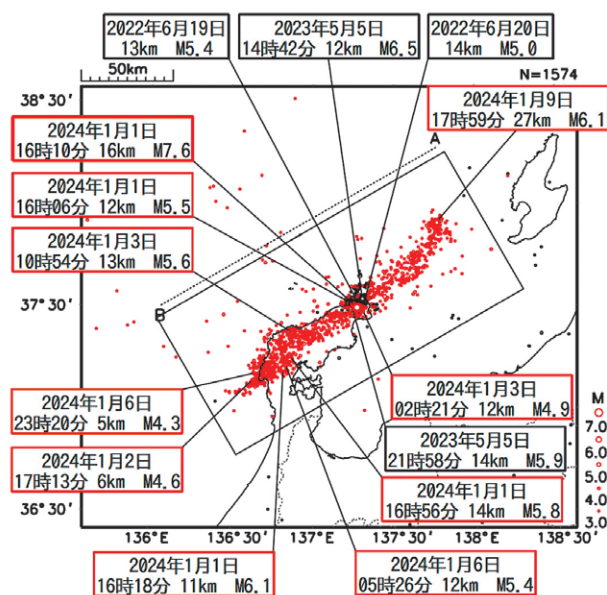 2022年6月19日
13km M5.4
2023年5月5日
14時42分 12km M6.5
2022年6月20日
14km M5.0
50km
N=1574
38°30'
2024年1月9日
17時59分 27km M6.1
2024年1月1日
16時10分 16km M7.6
A
2024年1月1日
16時06分 12km M5.5
2024年1月3日
10時54分 13km M5.6
37°30'
B
2024年1月6日
23時20分 5km M4.3
2024年1月3日
02時21分 12km M4.9
M
7.0
6.0
5.0
4.0
3.0
2023年5月5日
21時58分 14km M5.9
2024年1月2日
17時13分 6km M4.6
2024年1月1日
16時56分 14km M5.8
36°30'
136°E
136°30'
137°E
137°30'
138°E
138°30'
2024年1月1日
16時18分 11km M6.1
2024年1月6日
05時26分 12km M5.4